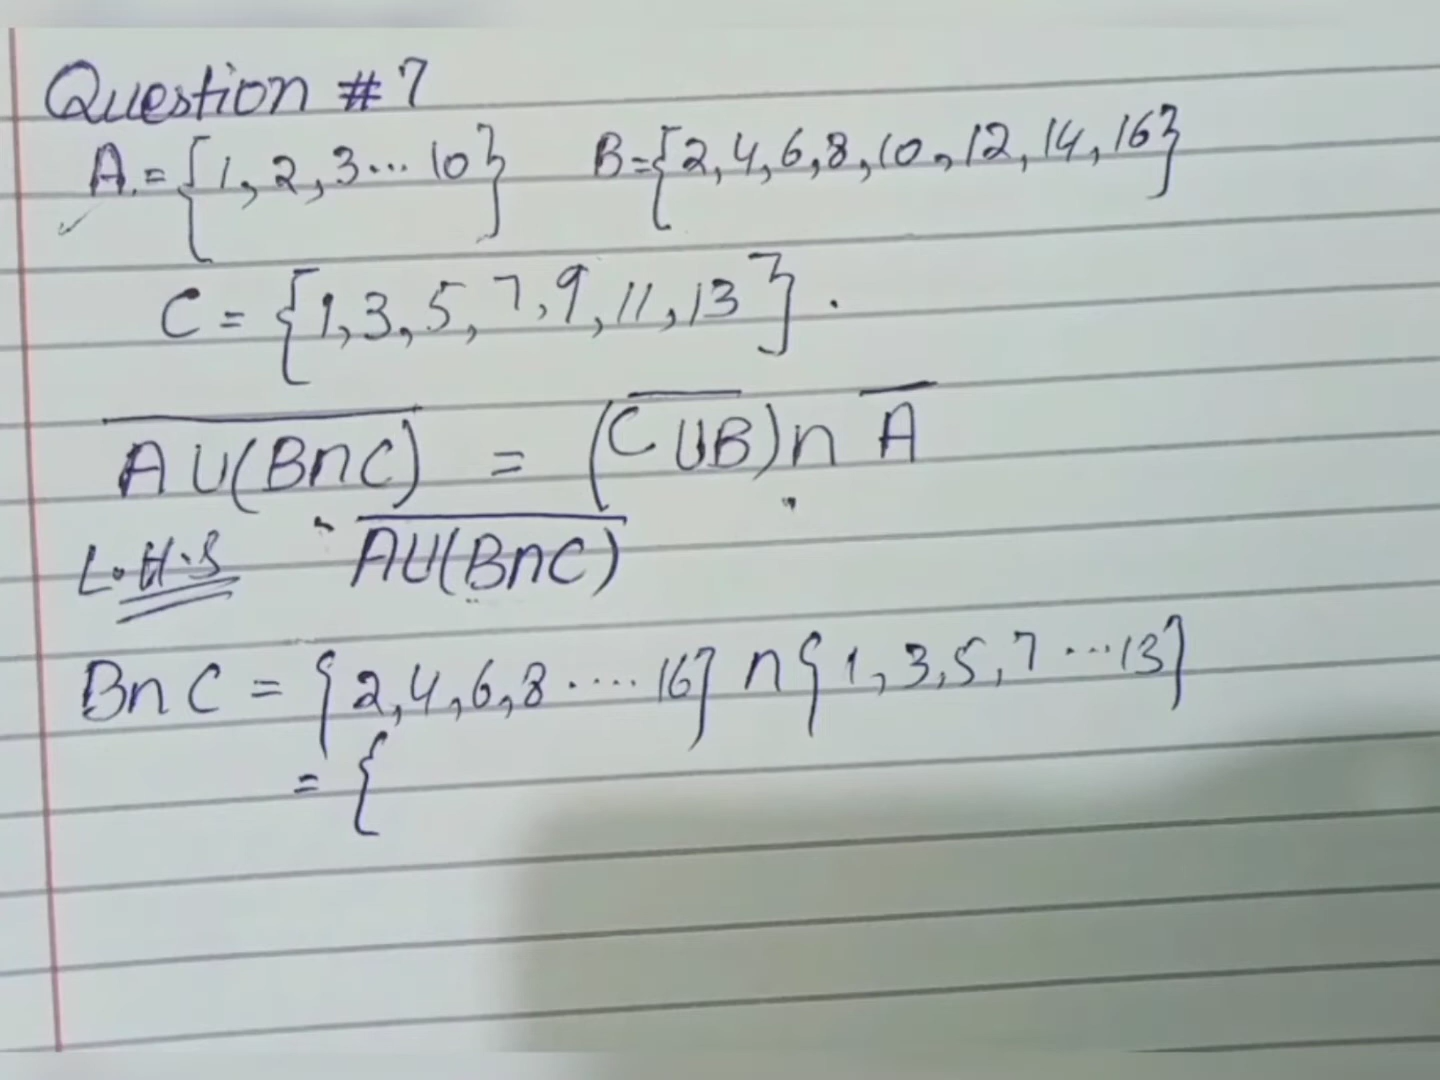 Question #7
A = {1, 2, 3... 10} B = {2, 4, 6, 8, 10, 12, 14, 16}
C = {1, 3, 5, 7, 9, 11, 13}.
A̅ ̅U̅(̅B̅n̅C̅)̅ = (C̅ ̅U̅B̅)n A̅
L.H.S A̅U̅(̅B̅n̅C̅)̅
BnC = {2, 4, 6, 8 .... 16} n {1, 3, 5, 7 ... 13}
= {